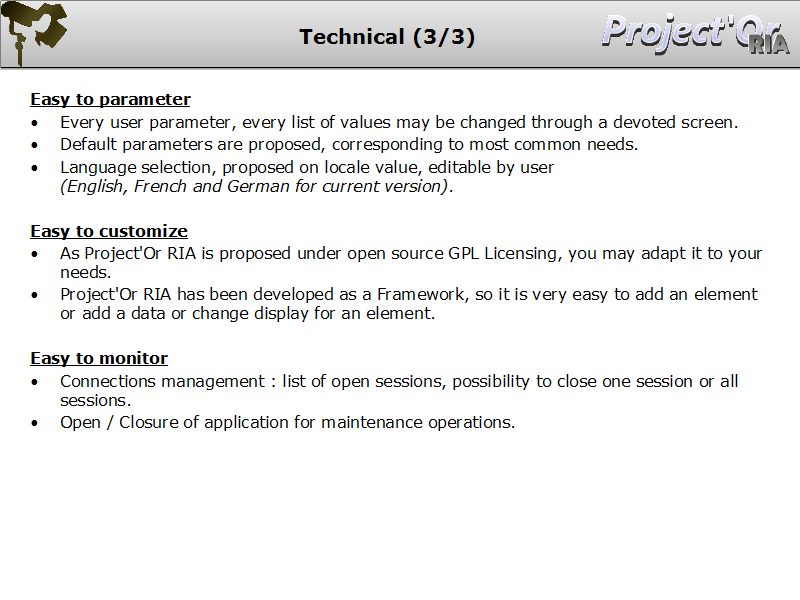 Technical (3/3)
Project'Or
RIA
Easy to parameter
• Every user parameter, every list of values may be changed through a devoted screen.
• Default parameters are proposed, corresponding to most common needs.
• Language selection, proposed on locale value, editable by user
(English, French and German for current version).
Easy to customize
• As Project'Or RIA is proposed under open source GPL Licensing, you may adapt it to your
needs.
• Project'Or RIA has been developed as a Framework, so it is very easy to add an element
or add a data or change display for an element.
Easy to monitor
• Connections management : list of open sessions, possibility to close one session or all
sessions.
• Open / Closure of application for maintenance operations.